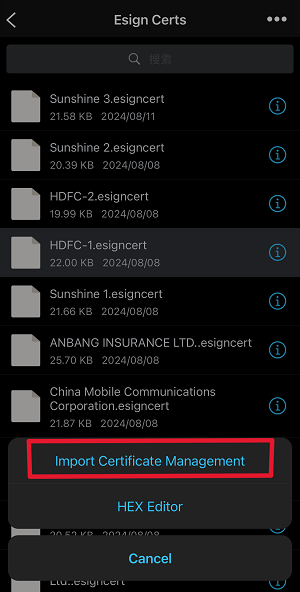 Esign Certs
搜索
Sunshine 3.esigncert
21.58 KB 2024/08/11
Sunshine 2.esigncert
20.39 KB 2024/08/08
HDFC-2.esigncert
19.99 KB 2024/08/08
HDFC-1.esigncert
22.00 KB 2024/08/08
Sunshine 1.esigncert
21.66 KB 2024/08/08
ANBANG INSURANCE LTD..esigncert
25.70 KB 2024/08/08
China Mobile Communications
Corporation.esigncert
21.87 KB 2024/08/08
Import Certificate Management
HEX Editor
20.52 KB 2024/08/08
Cancel
Ltd..esigncert